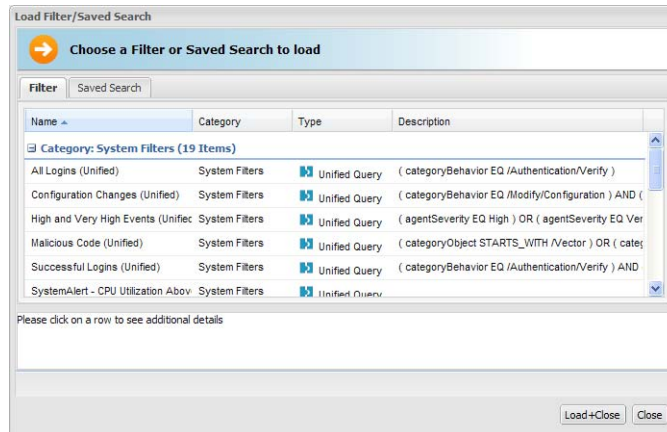 Load Filter/Saved Search
Choose a Filter or Saved Search to load
Filter Saved Search
Name Category Type Description
Category: System Filters (19 Items)
All Logins (Unified) System Filters Unified Query ( categoryBehavior EQ /Authentication/Verify )
Configuration Changes (Unified) System Filters Unified Query ( categoryBehavior EQ /Modify/Configuration ) AND (
High and Very High Events (Unified System Filters Unified Query ( agentSeverity EQ High ) OR ( agentSeverity EQ Ver
Malicious Code (Unified) System Filters Unified Query ( categoryObject STARTS_WITH /Vector ) OR ( categ
Successful Logins (Unified) System Filters Unified Query ( categoryBehavior EQ /Authentication/Verify ) AND
SystemAlert - CPU Utilization Abov System Filters Unified Query
Please click on a row to see additional details
Load+Close Close